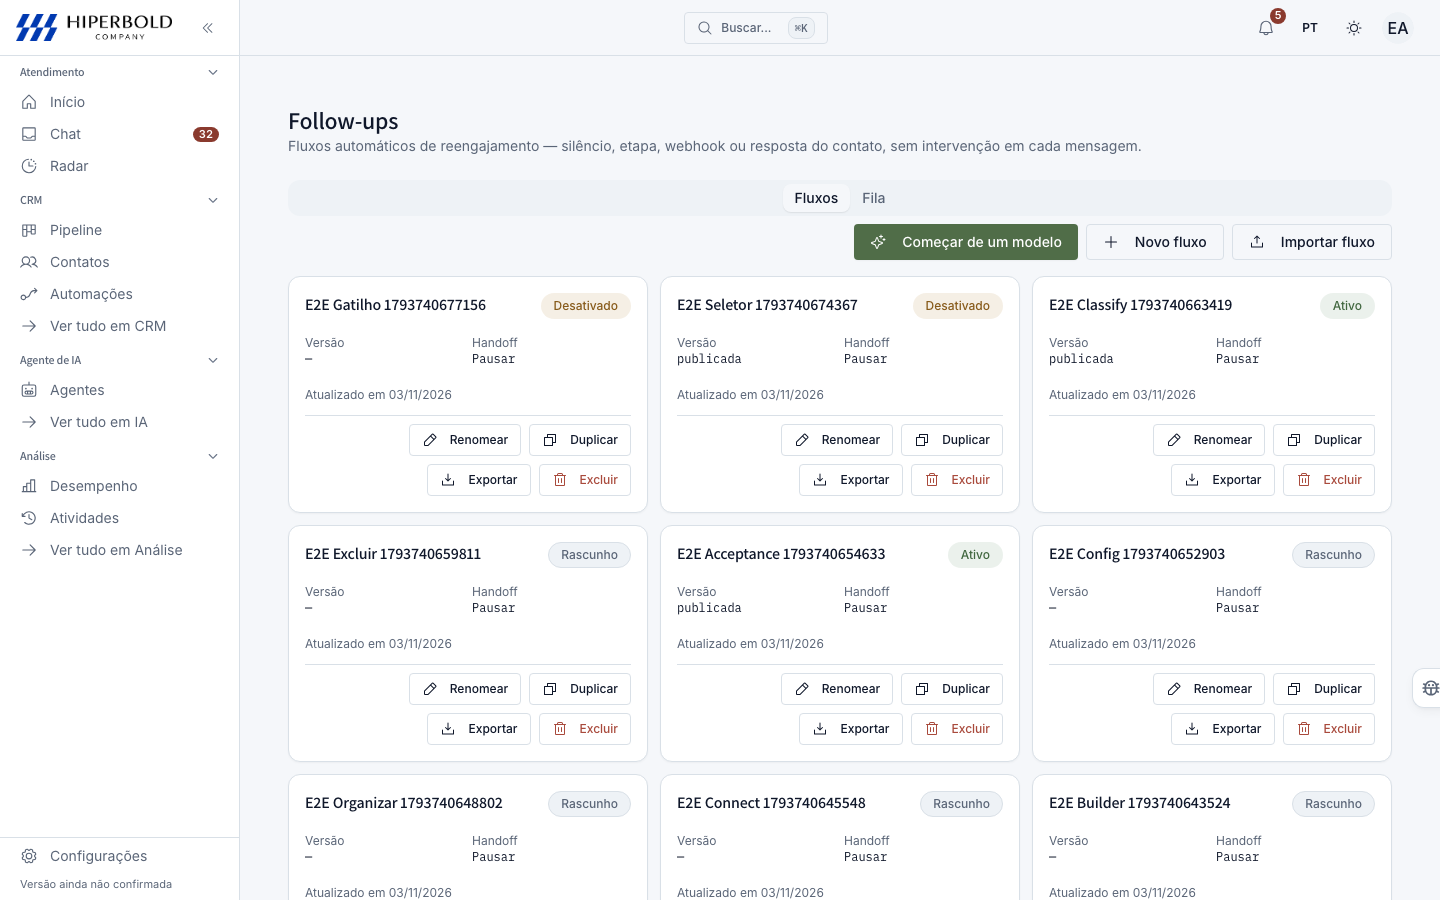 HIPERBOLD
COMPANY
Buscar...
⌘K
5
PT
EA
Atendimento
Início
Chat
32
Radar
CRM
Pipeline
Contatos
Automações
Ver tudo em CRM
Agente de IA
Agentes
Ver tudo em IA
Análise
Desempenho
Atividades
Ver tudo em Análise
Configurações
Versão ainda não confirmada
Follow-ups
Fluxos automáticos de reengajamento — silêncio, etapa, webhook ou resposta do contato, sem intervenção em cada mensagem.
Fluxos
Fila
Começar de um modelo
Novo fluxo
Importar fluxo
E2E Gatilho 1793740677156
Desativado
Versão
Handoff
—
Pausar
Atualizado em 03/11/2026
Renomear
Duplicar
Exportar
Excluir
E2E Seletor 1793740674367
Desativado
Versão
Handoff
publicada
Pausar
Atualizado em 03/11/2026
Renomear
Duplicar
Exportar
Excluir
E2E Classify 1793740663419
Ativo
Versão
Handoff
publicada
Pausar
Atualizado em 03/11/2026
Renomear
Duplicar
Exportar
Excluir
E2E Excluir 1793740659811
Rascunho
Versão
Handoff
—
Pausar
Atualizado em 03/11/2026
Renomear
Duplicar
Exportar
Excluir
E2E Acceptance 1793740654633
Ativo
Versão
Handoff
publicada
Pausar
Atualizado em 03/11/2026
Renomear
Duplicar
Exportar
Excluir
E2E Config 1793740652903
Rascunho
Versão
Handoff
—
Pausar
Atualizado em 03/11/2026
Renomear
Duplicar
Exportar
Excluir
E2E Organizar 1793740648802
Rascunho
Versão
Handoff
—
Pausar
Atualizado em 03/11/2026
E2E Connect 1793740645548
Rascunho
Versão
Handoff
—
Pausar
Atualizado em 03/11/2026
E2E Builder 1793740643524
Rascunho
Versão
Handoff
—
Pausar
Atualizado em 03/11/2026